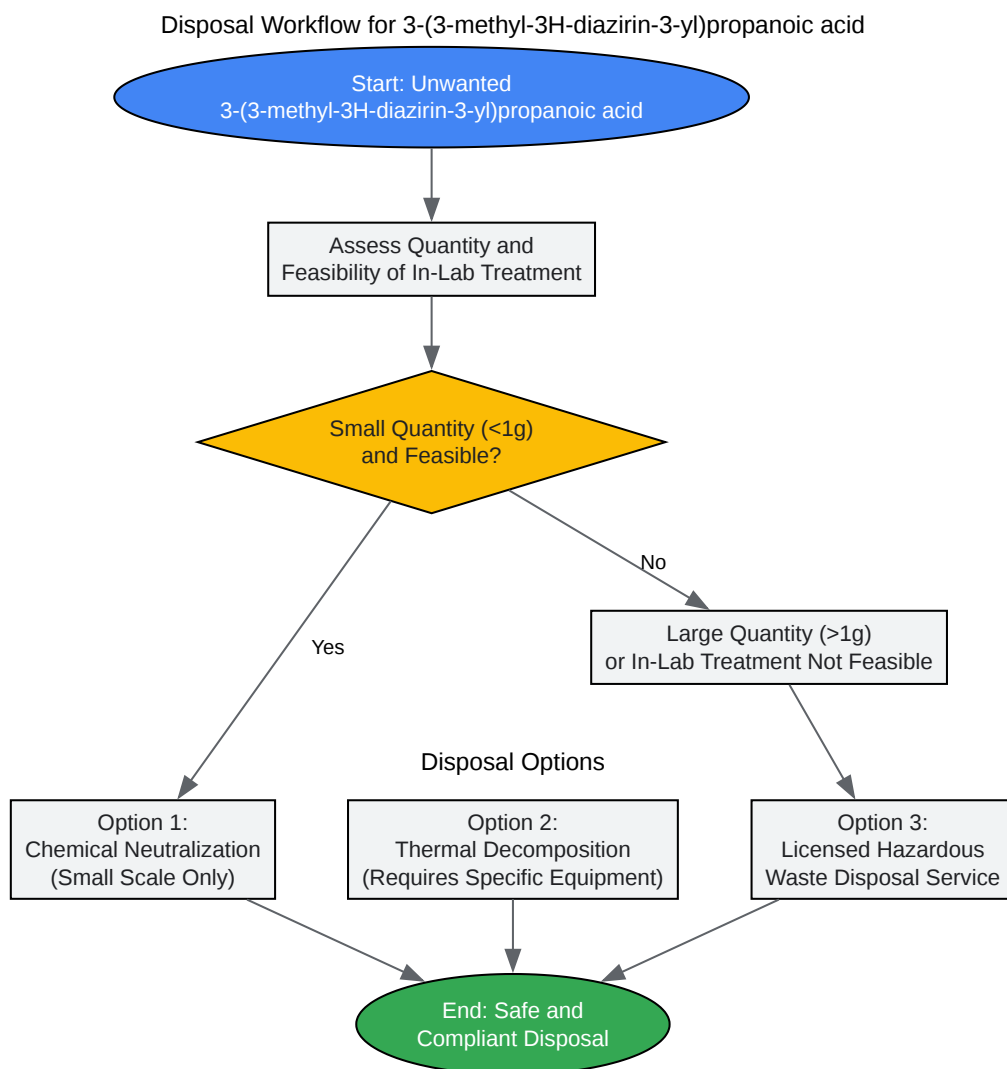 Disposal Workflow for 3-(3-methyl-3H-diazirin-3-yl)propanoic acid
Start: Unwanted
3-(3-methyl-3H-diazirin-3-yl)propanoic acid
Assess Quantity and
Feasibility of In-Lab Treatment
Small Quantity (<1g)
and Feasible?
No
Yes
Large Quantity (>1g)
or In-Lab Treatment Not Feasible
Disposal Options
Option 1:
Chemical Neutralization
(Small Scale Only)
Option 2:
Thermal Decomposition
(Requires Specific Equipment)
Option 3:
Licensed Hazardous
Waste Disposal Service
End: Safe and
Compliant Disposal